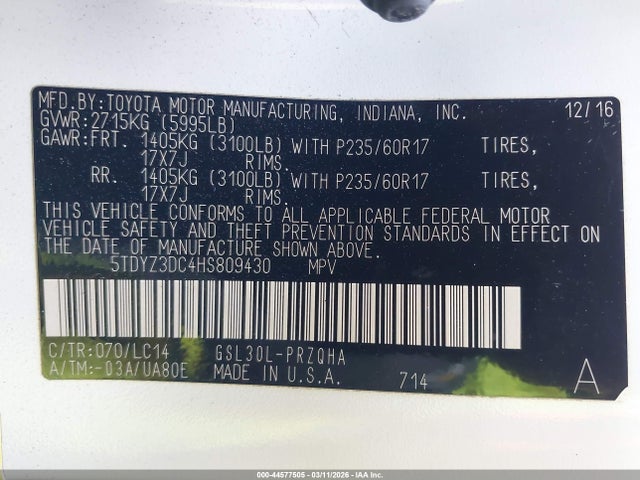 MFD.BY:TOYOTA MOTOR MANUFACTURING, INDIANA, INC. 12/16
GVWR:2715KG (5995LB)
GAWR:FRT. 1405KG (3100LB) WITH P235/60R17 TIRES,
17X7J RIMS.
RR. 1405KG (3100LB) WITH P235/60R17 TIRES,
17X7J RIMS.
THIS VEHICLE CONFORMS TO ALL APPLICABLE FEDERAL MOTOR
VEHICLE SAFETY AND THEFT PREVENTION STANDARDS IN EFFECT ON
THE DATE OF MANUFACTURE SHOWN ABOVE.
5TDYZ3DC4HS809430 MPV
C/TR:070/LC14 GSL30L-PRZQHA
A/TM:-03A/UA80E MADE IN U.S.A. 714 A
000-44577505 - 03/11/2026 - IAA Inc.